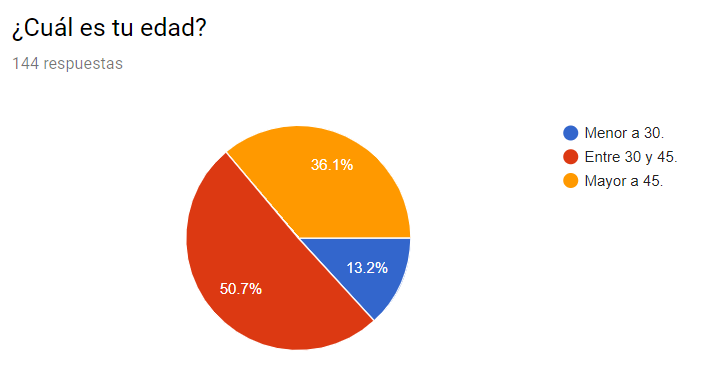 ¿Cuál es tu edad?
144 respuestas
36.1%
13.2%
50.7%
Menor a 30.
Entre 30 y 45.
Mayor a 45.